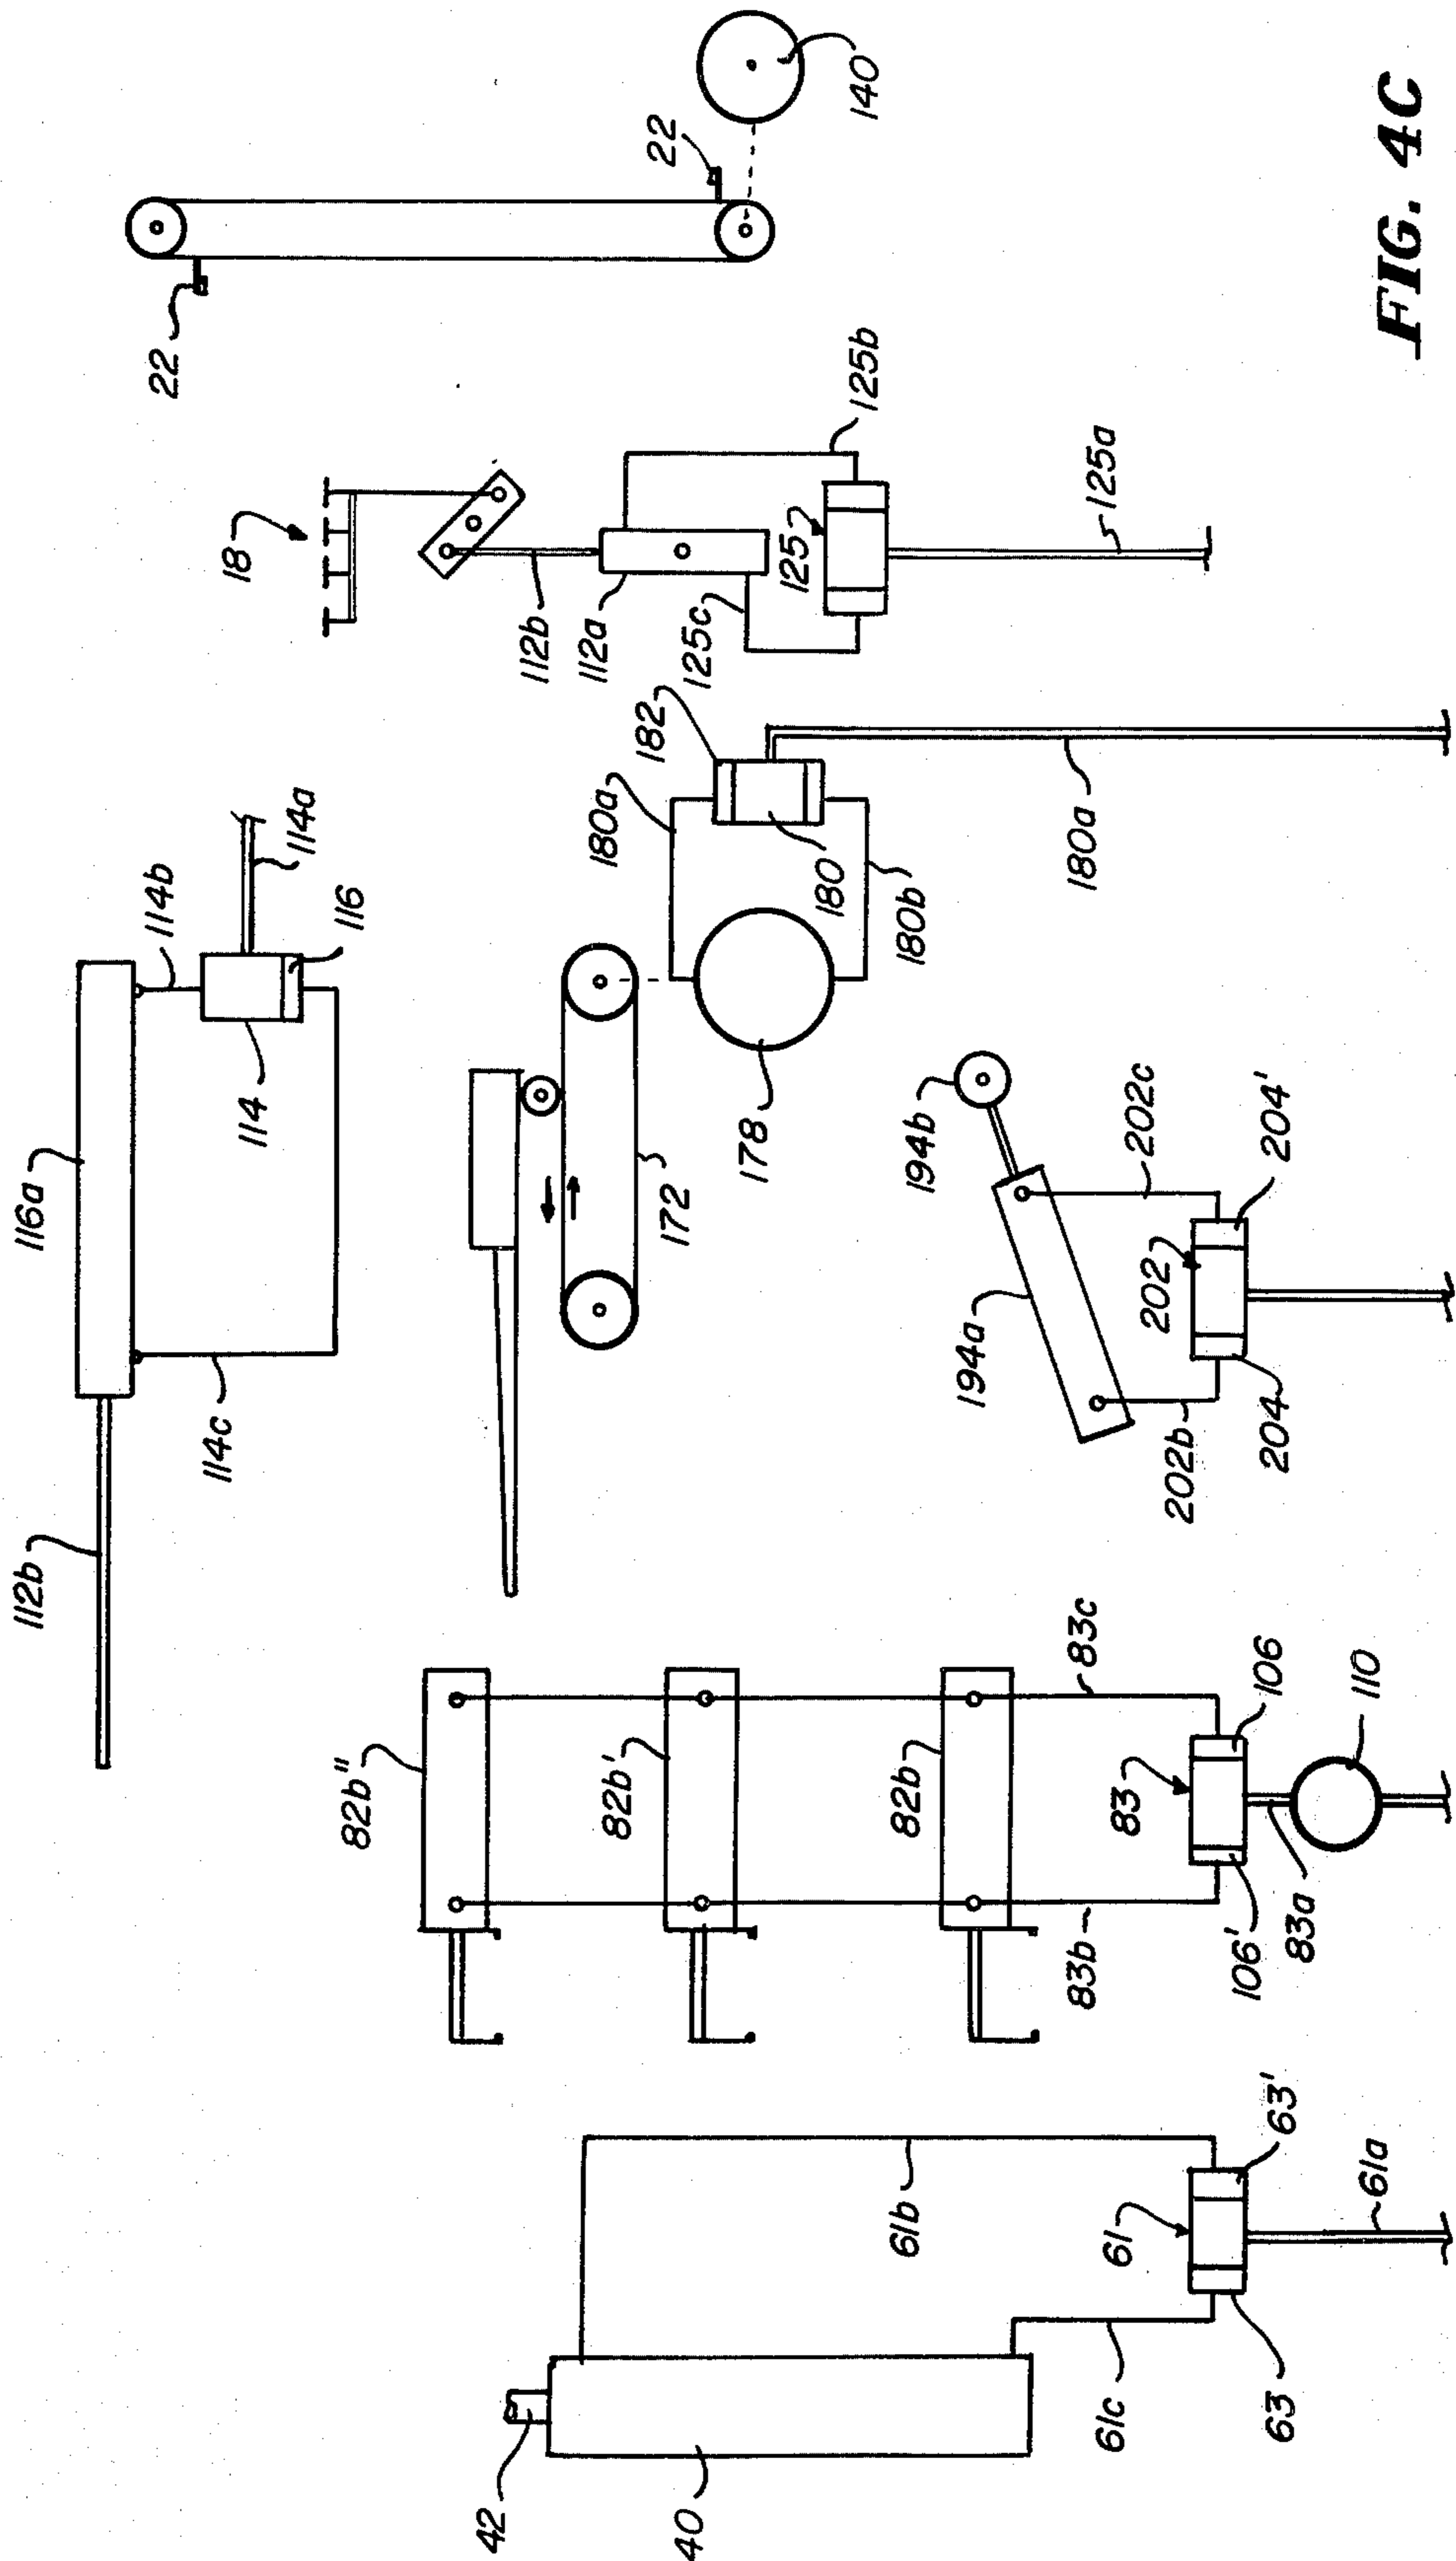 22
22
140
18
112b
112a
125c
125
125b
125a
114a
114b
116
114
116a
114c
112b
182
180a
180
180b
180a
178
172
194b
194a
202c
204'
202
202b
204
82b"
82b'
82b
83c
83
106
110
83b
106'
83a
61b
61
63'
61a
61c
63
42
40
FIG. 4C